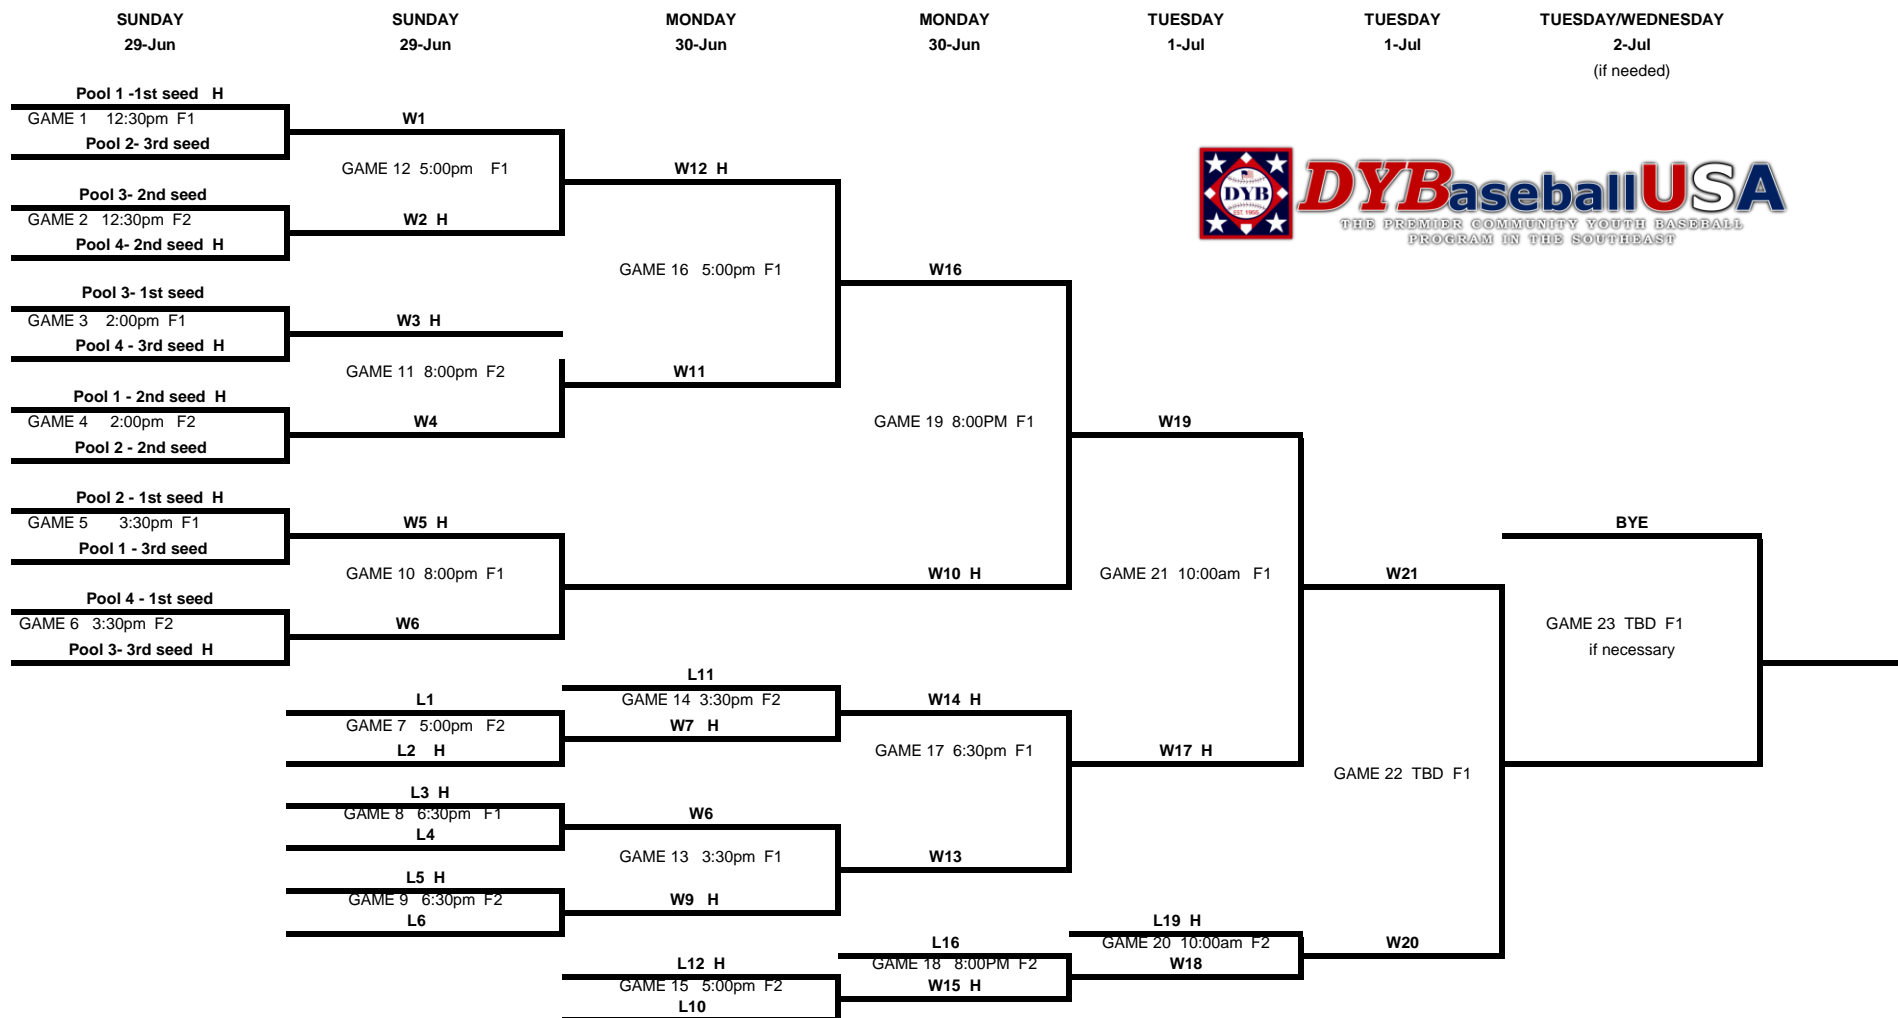 SUNDAY
29-Jun
SUNDAY
29-Jun
MONDAY
30-Jun
MONDAY
30-Jun
TUESDAY
1-Jul
TUESDAY
1-Jul
TUESDAY/WEDNESDAY
2-Jul
(if needed)
DYB
EST. 1955
DYBaseballUSA
THE PREMIER COMMUNITY YOUTH BASEBALL
PROGRAM IN THE SOUTHEAST
Pool 1 -1st seed H
GAME 1 12:30pm F1
Pool 2- 3rd seed
Pool 3- 2nd seed
GAME 2 12:30pm F2
Pool 4- 2nd seed H
Pool 3- 1st seed
GAME 3 2:00pm F1
Pool 4 - 3rd seed H
Pool 1 - 2nd seed H
GAME 4 2:00pm F2
Pool 2 - 2nd seed
Pool 2 - 1st seed H
GAME 5 3:30pm F1
Pool 1 - 3rd seed
Pool 4 - 1st seed
GAME 6 3:30pm F2
Pool 3- 3rd seed H
W1
GAME 12 5:00pm F1
W2 H
W3 H
GAME 11 8:00pm F2
W4
W5 H
GAME 10 8:00pm F1
W6
L1
GAME 7 5:00pm F2
L2 H
L3 H
GAME 8 6:30pm F1
L4
L5 H
GAME 9 6:30pm F2
L6
W12 H
GAME 16 5:00pm F1
W11
L11
GAME 14 3:30pm F2
W7 H
W6
GAME 13 3:30pm F1
W9 H
L12 H
GAME 15 5:00pm F2
L10
W16
GAME 19 8:00PM F1
W10 H
W14 H
GAME 17 6:30pm F1
W13
L16
GAME 18 8:00PM F2
W15 H
W19
GAME 21 10:00am F1
W17 H
L19 H
GAME 20 10:00am F2
W18
W21
GAME 22 TBD F1
W20
BYE
GAME 23 TBD F1
if necessary